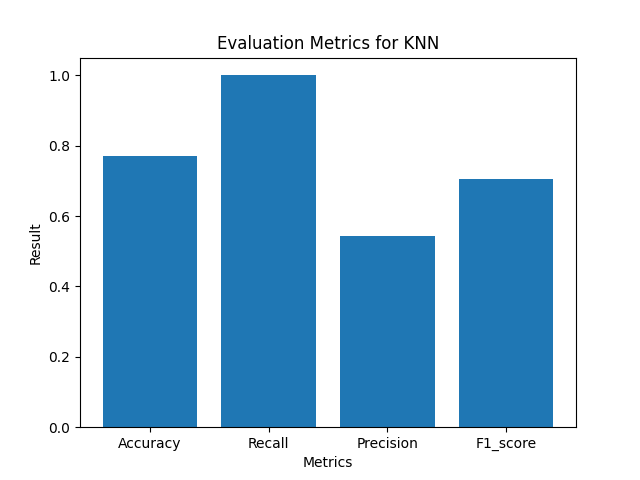 Evaluation Metrics for KNN
1.0
0.8
0.6
0.4
0.2
0.0
Result
Accuracy Recall Precision F1_score
Metrics